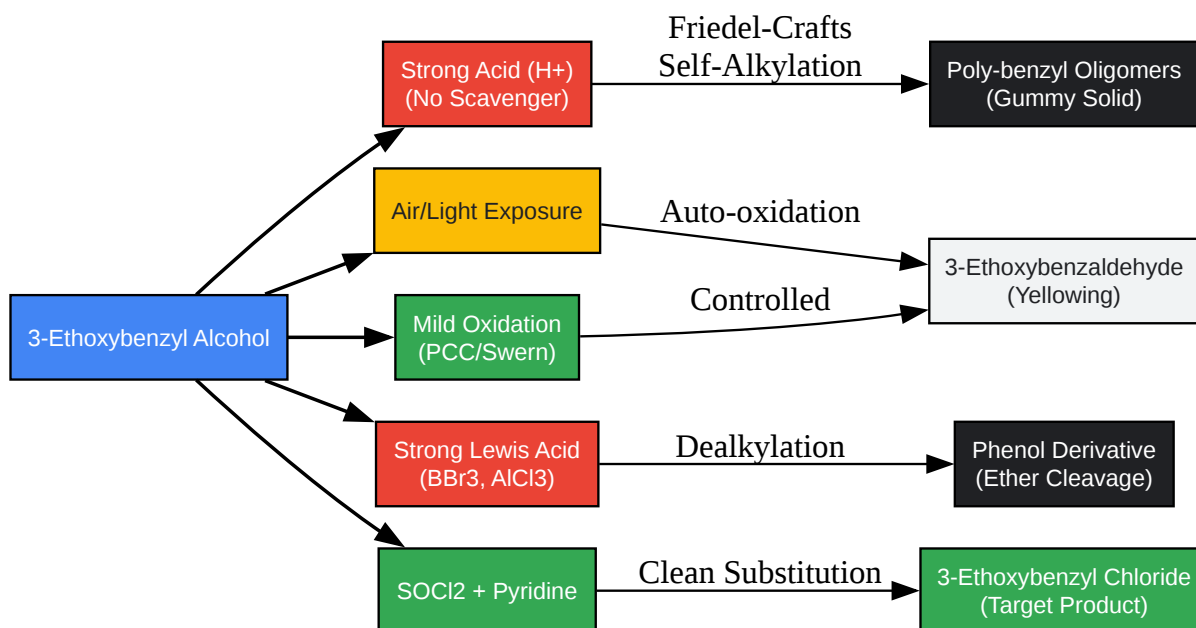 Friedel-Crafts
Self-Alkylation
Strong Acid (H+)
(No Scavenger)
Poly-benzyl Oligomers
(Gummy Solid)
Air/Light Exposure
Auto-oxidation
3-Ethoxybenzaldehyde
(Yellowing)
Controlled
3-Ethoxybenzyl Alcohol
Mild Oxidation
(PCC/Swern)
Strong Lewis Acid
(BBr3, AlCl3)
Dealkylation
Phenol Derivative
(Ether Cleavage)
SOCl2 + Pyridine
Clean Substitution
3-Ethoxybenzyl Chloride
(Target Product)